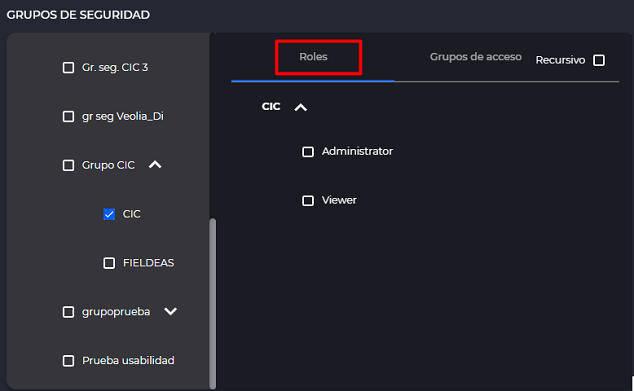 GRUPOS DE SEGURIDAD
Gr. seg. CIC 3
gr seg Veolia_Di
Grupo CIC
CIC
FIELDEAS
grupoprueba
Prueba usabilidad
Roles
Grupos de acceso
Recursivo
CIC
Administrator
Viewer